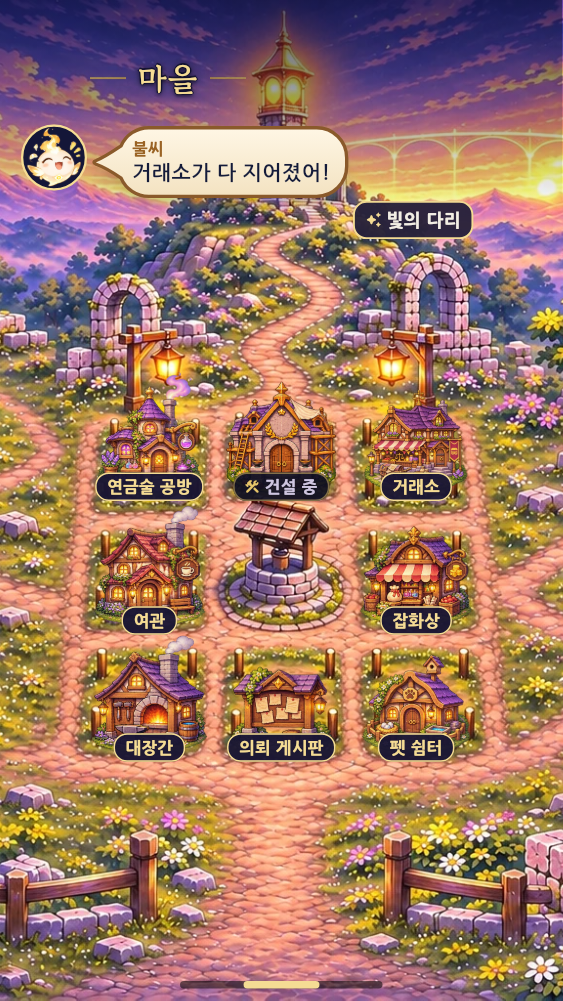 마을
불씨
거래소가 다 지어졌어!
빛의 다리
연금술 공방
건설 중
거래소
여관
잡화상
대장간
의뢰 게시판
펫 쉼터